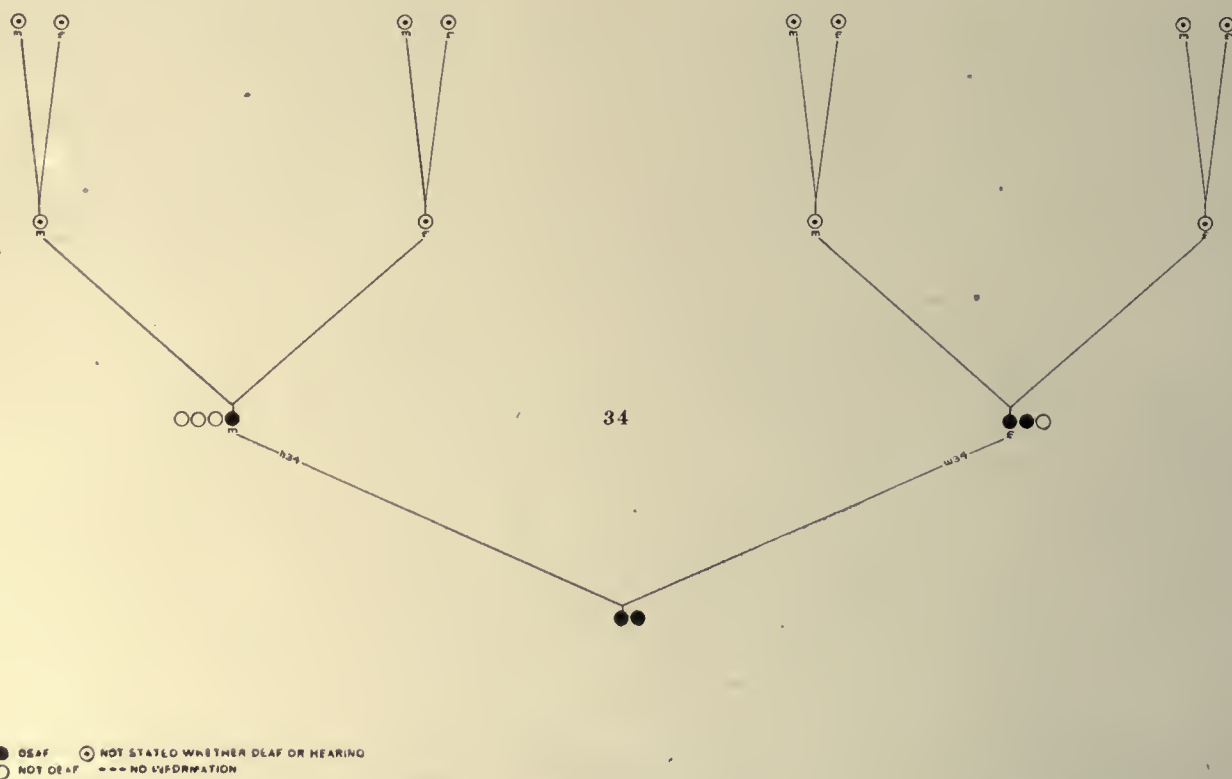 m f m f m f m f
m f m f
34
m f
h34 w34
DEAF NOT STATED WHETHER DEAF OR HEARING
NOT DEAF --- NO INFORMATION